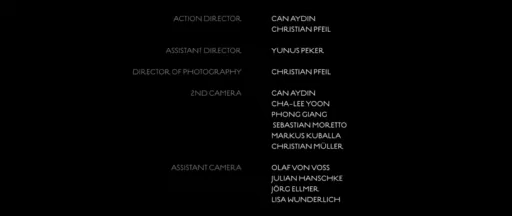 ACTION DIRECTOR CAN AYDIN
CHRISTIAN PFEIL
ASSISTANT DIRECTOR YUNUS PEKER
DIRECTOR OF PHOTOGRAPHY CHRISTIAN PFEIL
2ND CAMERA CAN AYDIN
CHA-LEE YOON
PHONG GIANG
SEBASTIAN MORETTO
MARKUS KUBALLA
CHRISTIAN MÜLLER
ASSISTANT CAMERA OLAF VON VOSS
JULIAN HANSCHKE
JÖRG ELLMER
LISA WUNDERLICH